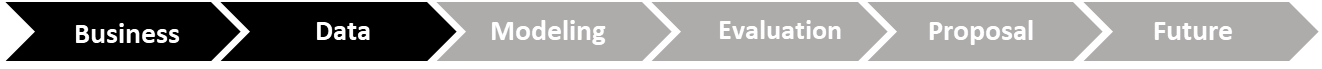 Business Data Modeling Evaluation Proposal Future